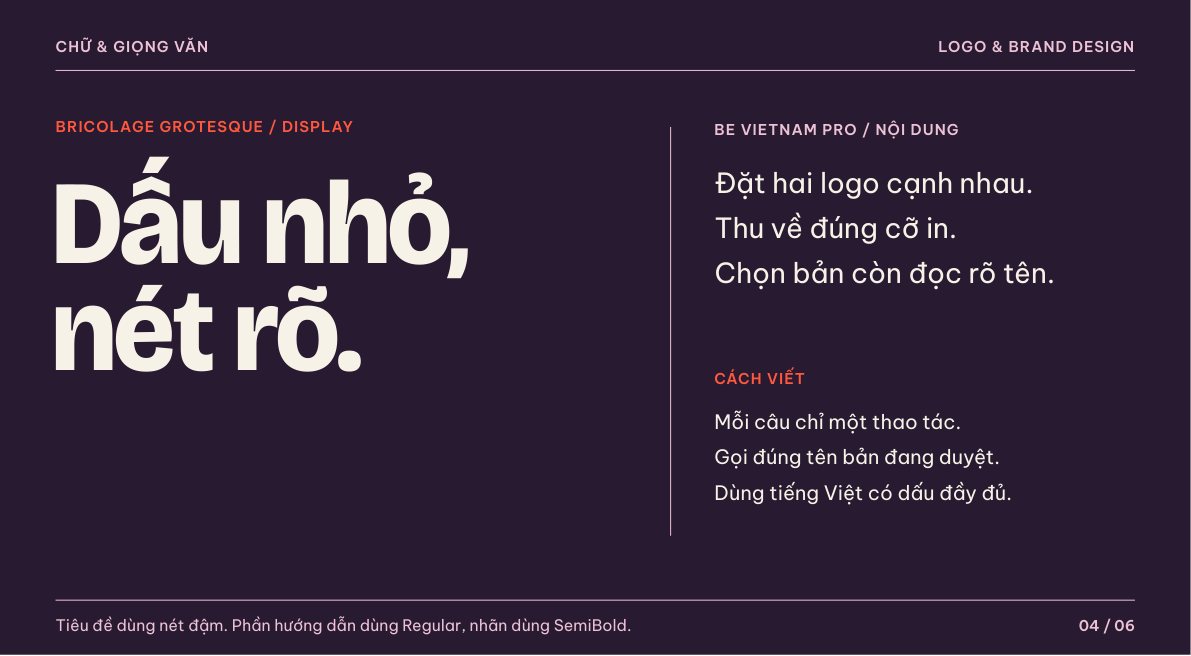 CHỮ & GIỌNG VĂN
LOGO & BRAND DESIGN
BRICOLAGE GROTESQUE / DISPLAY
Dấu nhỏ,
nét rõ.
BE VIETNAM PRO / NỘI DUNG
Đặt hai logo cạnh nhau.
Thu về đúng cỡ in.
Chọn bản còn đọc rõ tên.
CÁCH VIẾT
Mỗi câu chỉ một thao tác.
Gọi đúng tên bản đang duyệt.
Dùng tiếng Việt có dấu đầy đủ.
Tiêu đề dùng nét đậm. Phần hướng dẫn dùng Regular, nhãn dùng SemiBold.
04 / 06